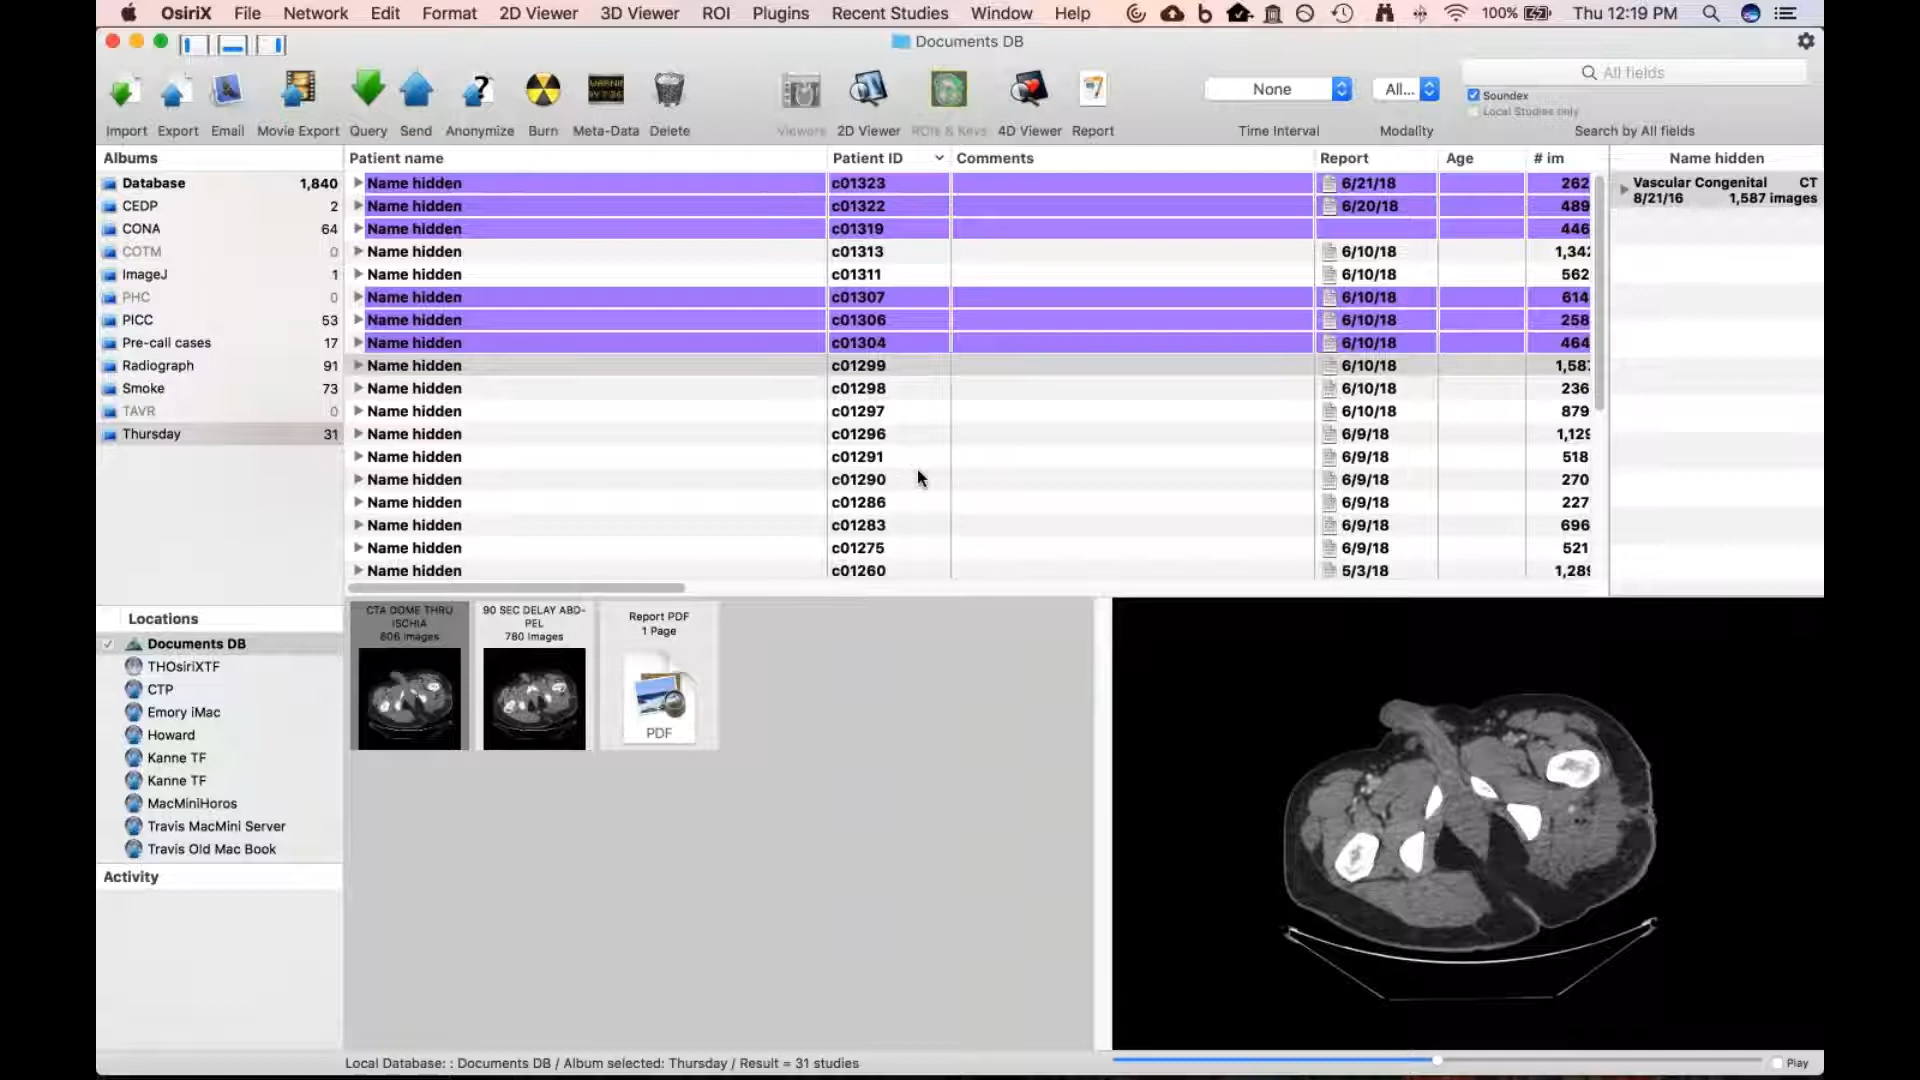 OsiriX File Network Edit Format 2D Viewer 3D Viewer ROI Plugins Recent Studies Window Help 100% Thu 12:19 PM
Documents DB
All fields
None All...
Soundex
Local Studies only
Import Export Email Movie Export Query Send Anonymize Burn Meta-Data Delete Viewers 2D Viewer ROIs & Keys 4D Viewer Report Time Interval Modality Search by All fields
Albums Patient name Patient ID Comments Report Age # im Name hidden
Database 1,840 Name hidden c01323 6/21/18 262 Vascular Congenital CT
8/21/16 1,587 images
CEDP 2 Name hidden c01322 6/20/18 489
CONA 64 Name hidden c01319 446
COTM 0 Name hidden c01313 6/10/18 1,342
ImageJ 1 Name hidden c01311 6/10/18 562
PHC 0 Name hidden c01307 6/10/18 614
PICC 53 Name hidden c01306 6/10/18 258
Pre-call cases 17 Name hidden c01304 6/10/18 464
Radiograph 91 Name hidden c01299 6/10/18 1,587
Smoke 73 Name hidden c01298 6/10/18 236
TAVR 0 Name hidden c01297 6/10/18 879
Thursday 31 Name hidden c01296 6/9/18 1,129
Name hidden c01291 6/9/18 518
Name hidden c01290 6/9/18 270
Name hidden c01286 6/9/18 227
Name hidden c01283 6/9/18 696
Name hidden c01275 6/9/18 521
Name hidden c01260 5/3/18 1,289
Locations
Documents DB
THOsiriXTF
CTP
Emory iMac
Howard
Kanne TF
Kanne TF
MacMiniHoros
Travis MacMini Server
Travis Old Mac Book
Activity
CTA DOME THRU
ISCHIA
806 Images
90 SEC DELAY ABD-
PEL
780 Images
Report PDF
1 Page
PDF
Local Database: : Documents DB / Album selected: Thursday / Result = 31 studies
Play